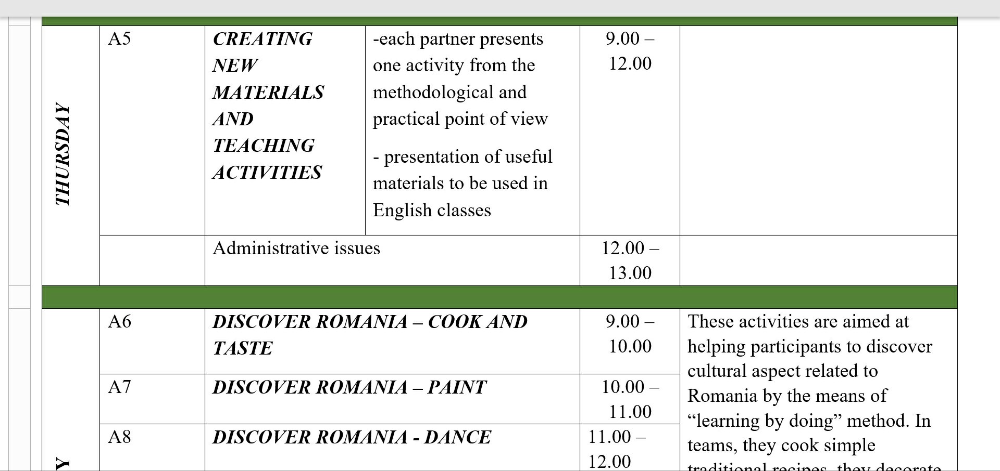 THURSDAY
A5
CREATING
NEW
MATERIALS
AND
TEACHING
ACTIVITIES
-each partner presents
one activity from the
methodological and
practical point of view
- presentation of useful
materials to be used in
English classes
9.00 –
12.00
Administrative issues
12.00 –
13.00
Y
A6
DISCOVER ROMANIA – COOK AND
TASTE
9.00 –
10.00
A7
DISCOVER ROMANIA – PAINT
10.00 –
11.00
A8
DISCOVER ROMANIA - DANCE
11.00 –
12.00
These activities are aimed at
helping participants to discover
cultural aspect related to
Romania by the means of
“learning by doing” method. In
teams, they cook simple
traditional recipes, they decorate